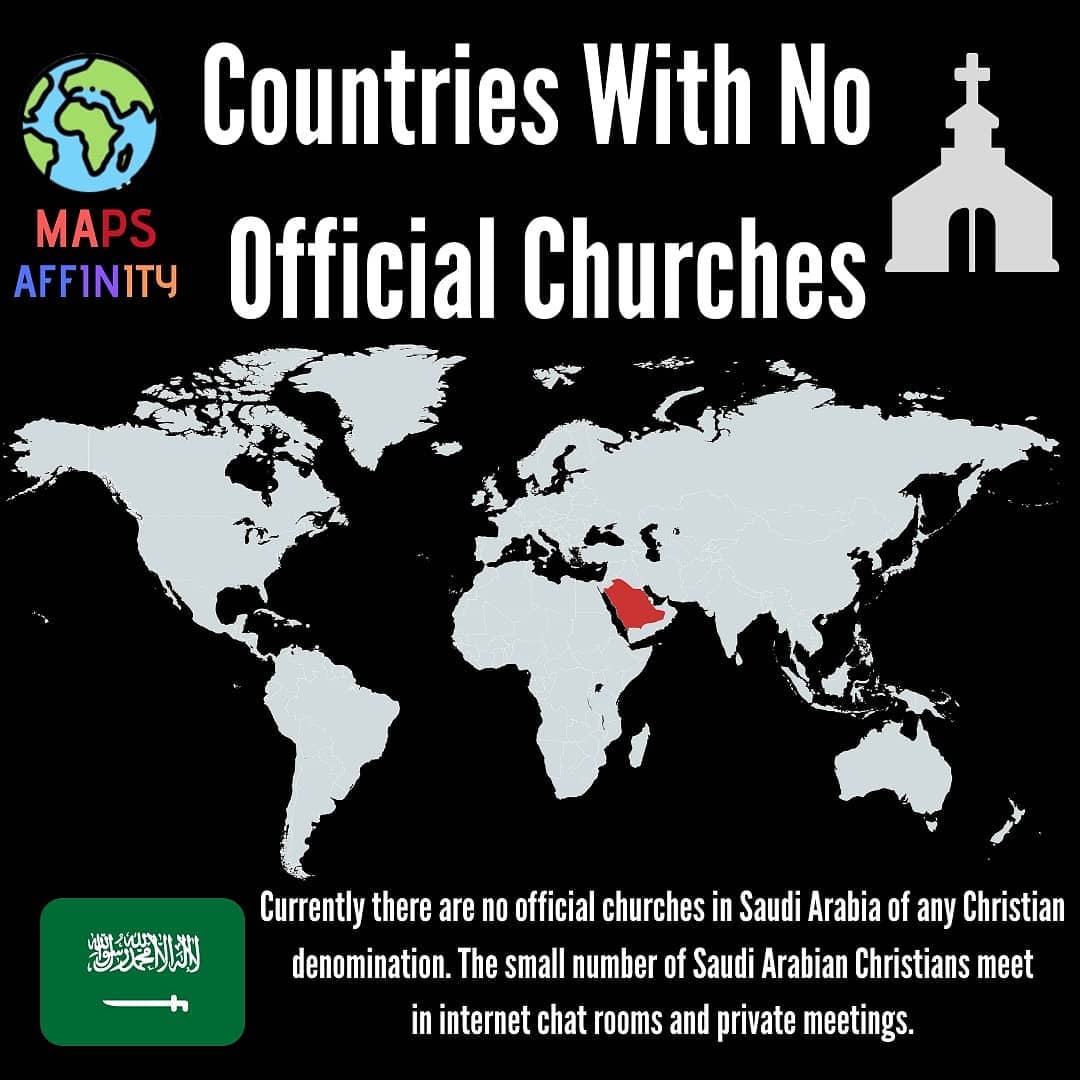 Countries With No
Official Churches
MAPS
AFFINITY
لا إله إلا الله محمد رسول الله
Currently there are no official churches in Saudi Arabia of any Christian
denomination. The small number of Saudi Arabian Christians meet
in internet chat rooms and private meetings.